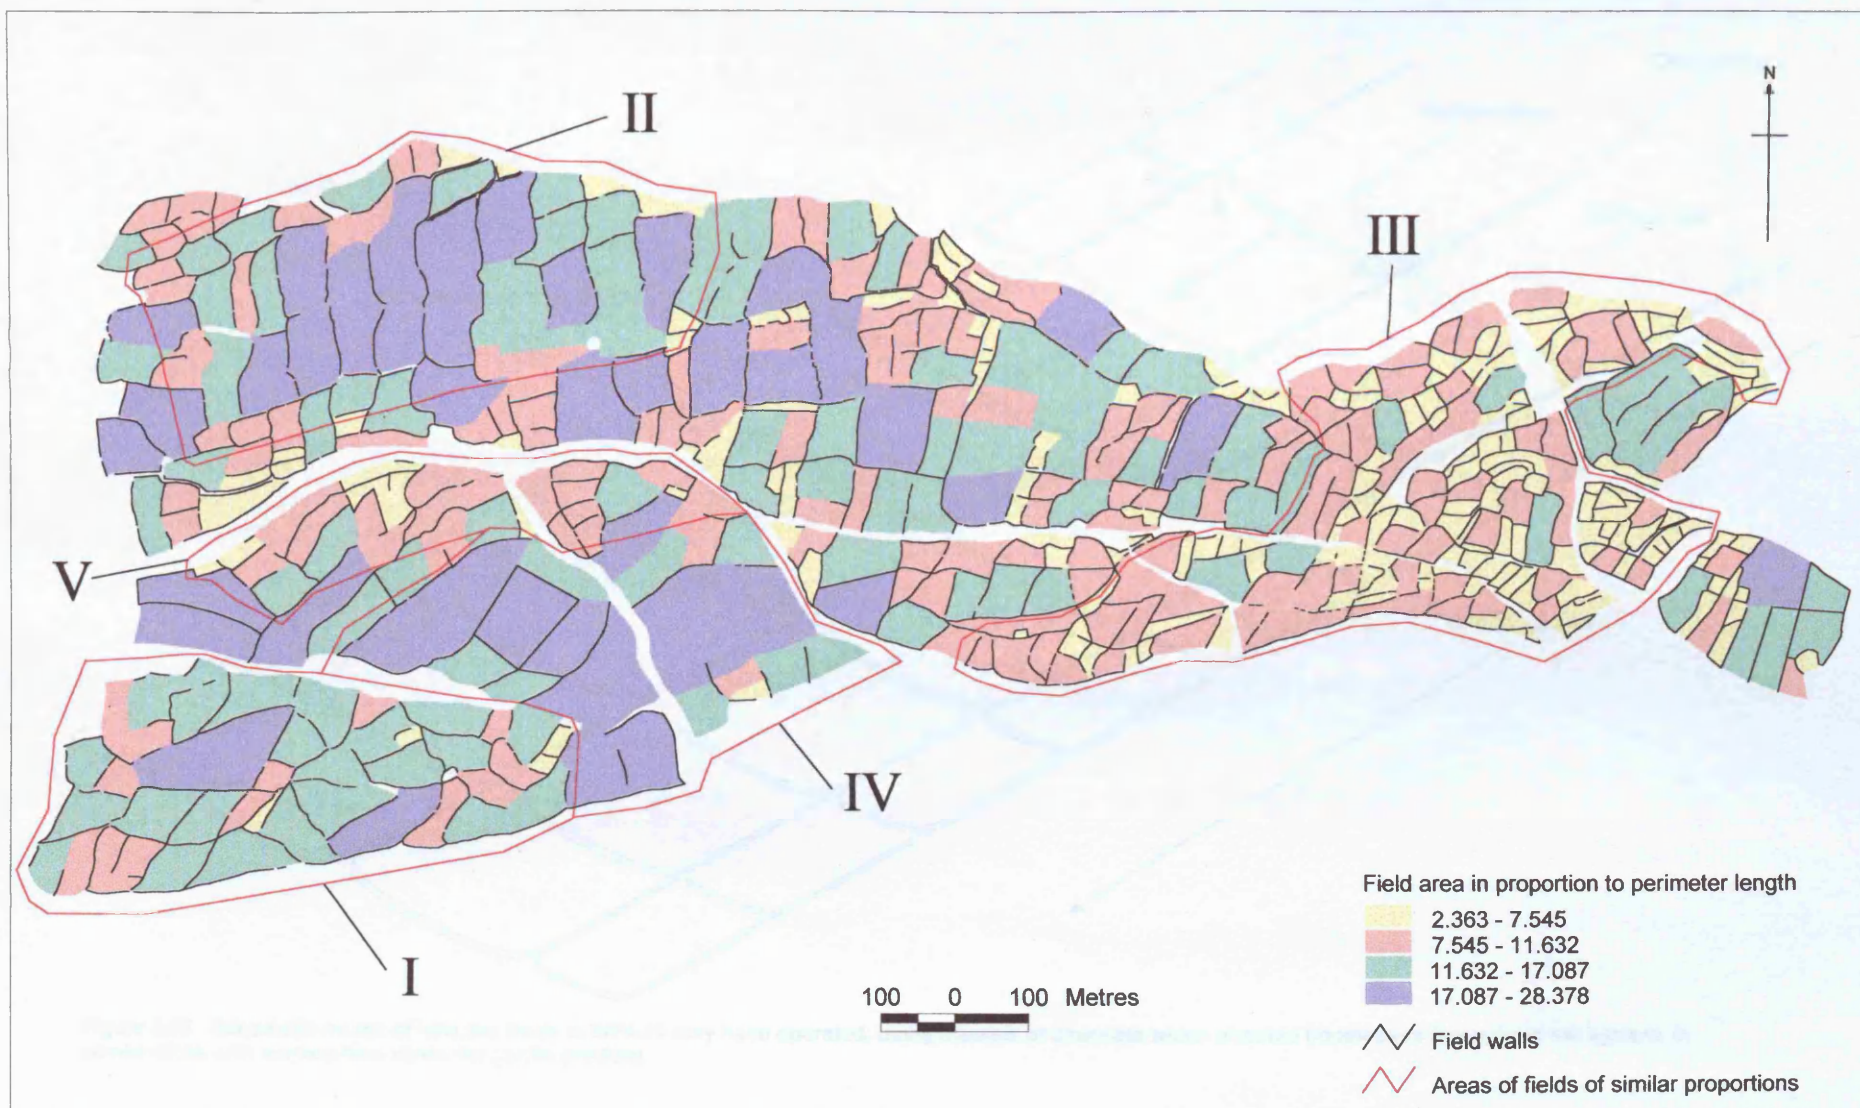 II
N
III
V
IV
I
100 0 100 Metres
Field area in proportion to perimeter length
2.363 - 7.545
7.545 - 11.632
11.632 - 17.087
17.087 - 28.378
Field walls
Areas of fields of similar proportions